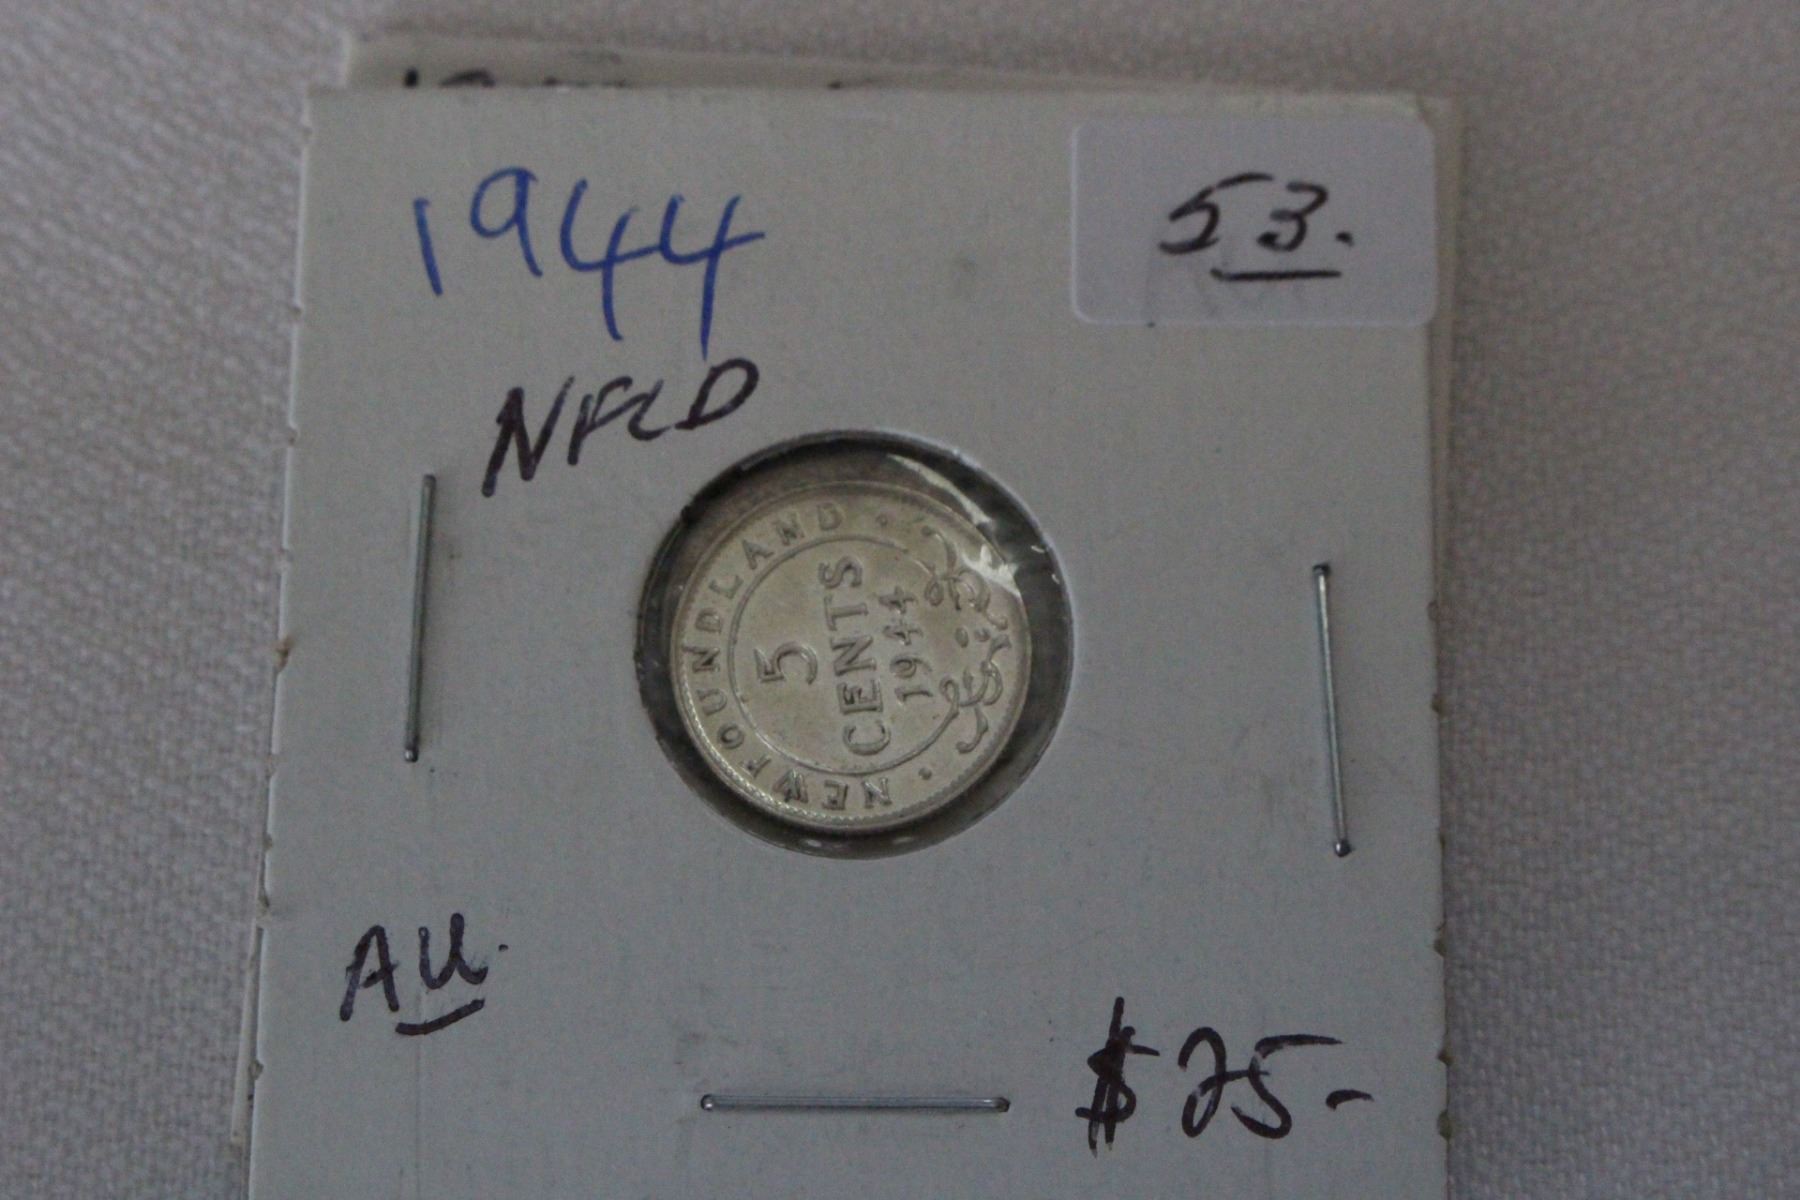 1944
53.
NFLD
NEWFOUNDLAND
5
CENTS
1944
AU.
$25-